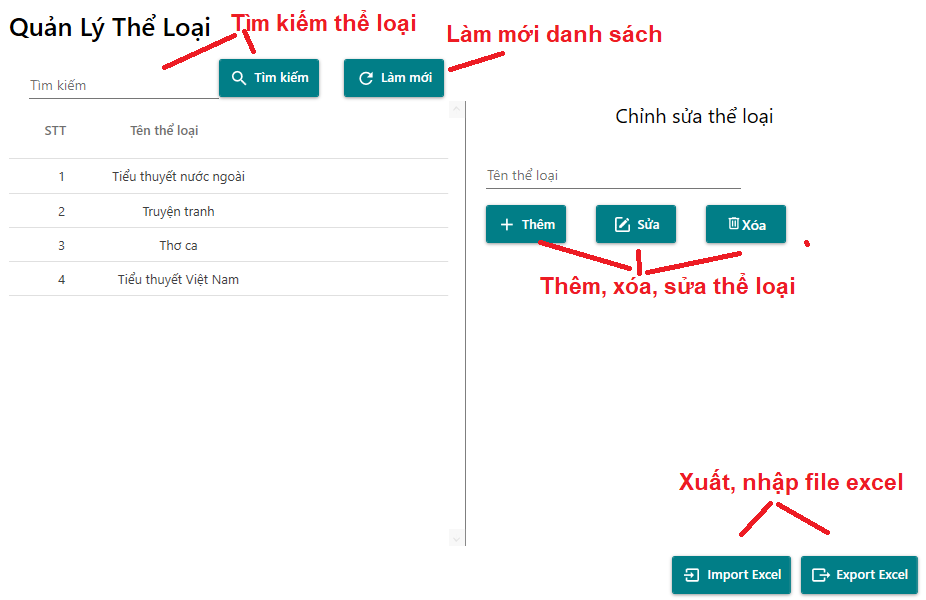 Quản Lý Thể Loại
Tìm kiếm thể loại
Làm mới danh sách
Tìm kiếm
Tìm kiếm
Làm mới
STT Tên thể loại
1 Tiểu thuyết nước ngoài
2 Truyện tranh
3 Thơ ca
4 Tiểu thuyết Việt Nam
Chỉnh sửa thể loại
Tên thể loại
Thêm
Sửa
Xóa
Thêm, xóa, sửa thể loại
Xuất, nhập file excel
Import Excel
Export Excel